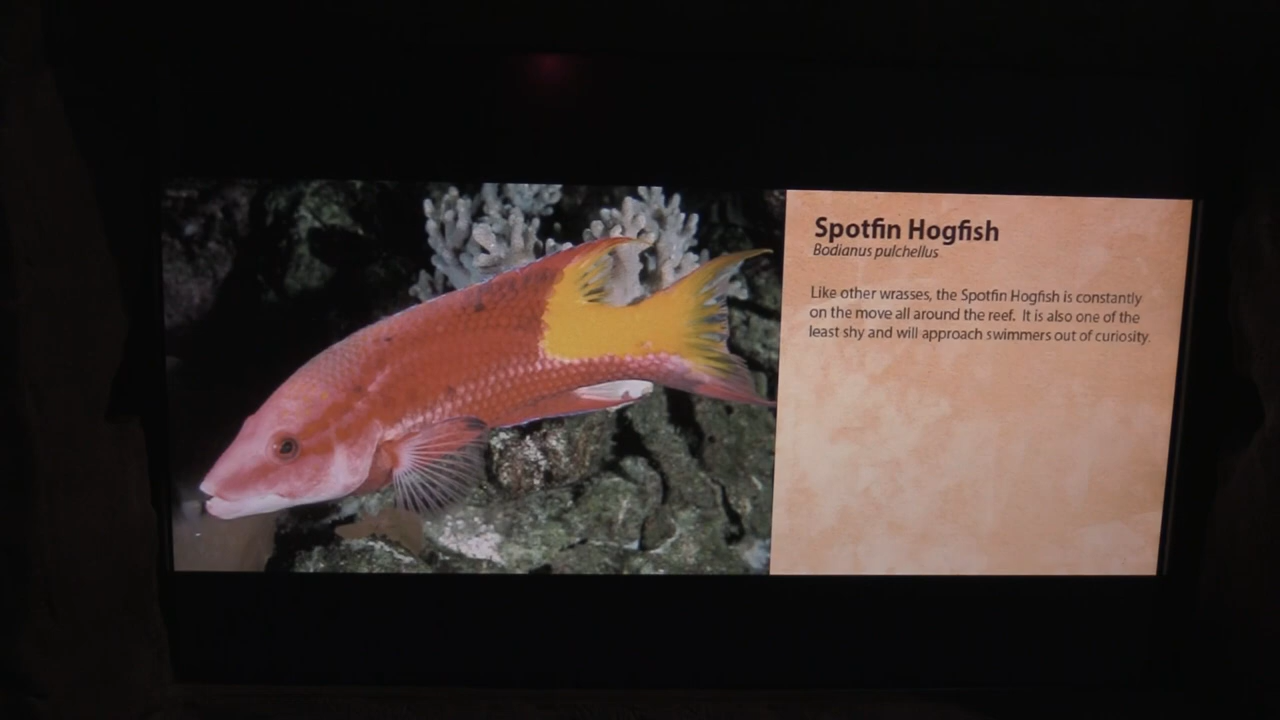 Spotfin Hogfish
Bodianus pulchellus
Like other wrasses, the Spotfin Hogfish is constantly
on the move all around the reef. It is also one of the
least shy and will approach swimmers out of curiosity.